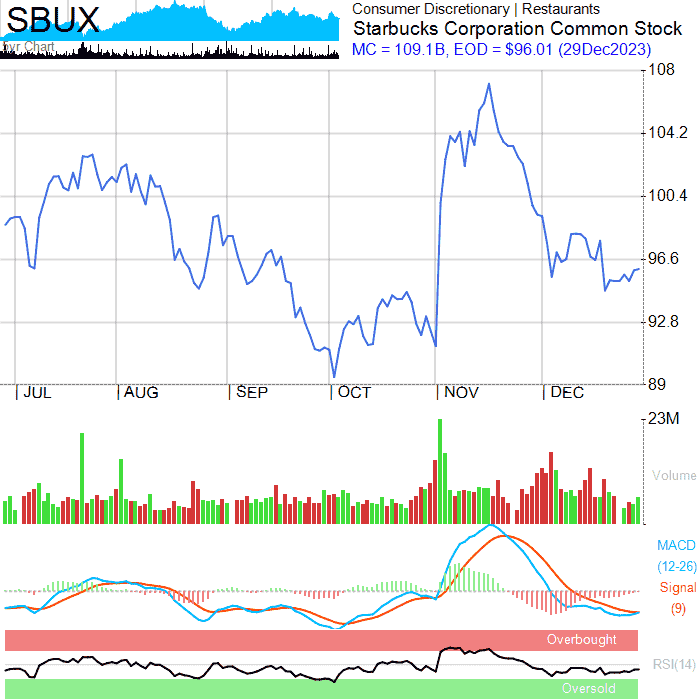 SBUX
5yr Chart
Consumer Discretionary | Restaurants
Starbucks Corporation Common Stock
MC = 109.1B, EOD = $96.01 (29Dec2023)
108
104.2
100.4
96.6
92.8
89
JUL AUG SEP OCT NOV DEC
23M
Volume
MACD
(12-26)
Signal
(9)
Overbought
RSI(14)
Oversold